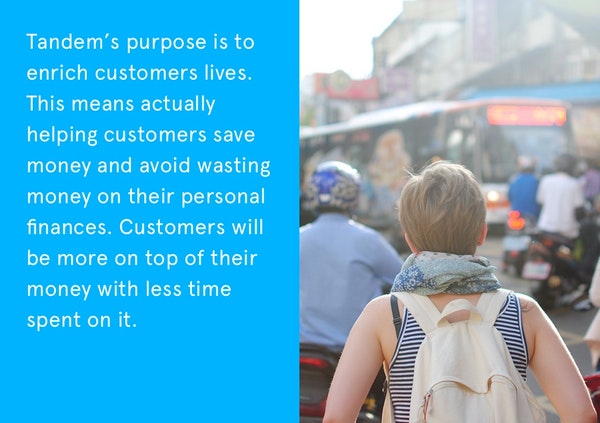 Tandem’s purpose is to
enrich customers lives.
This means actually
helping customers save
money and avoid wasting
money on their personal
finances. Customers will
be more on top of their
money with less time
spent on it.